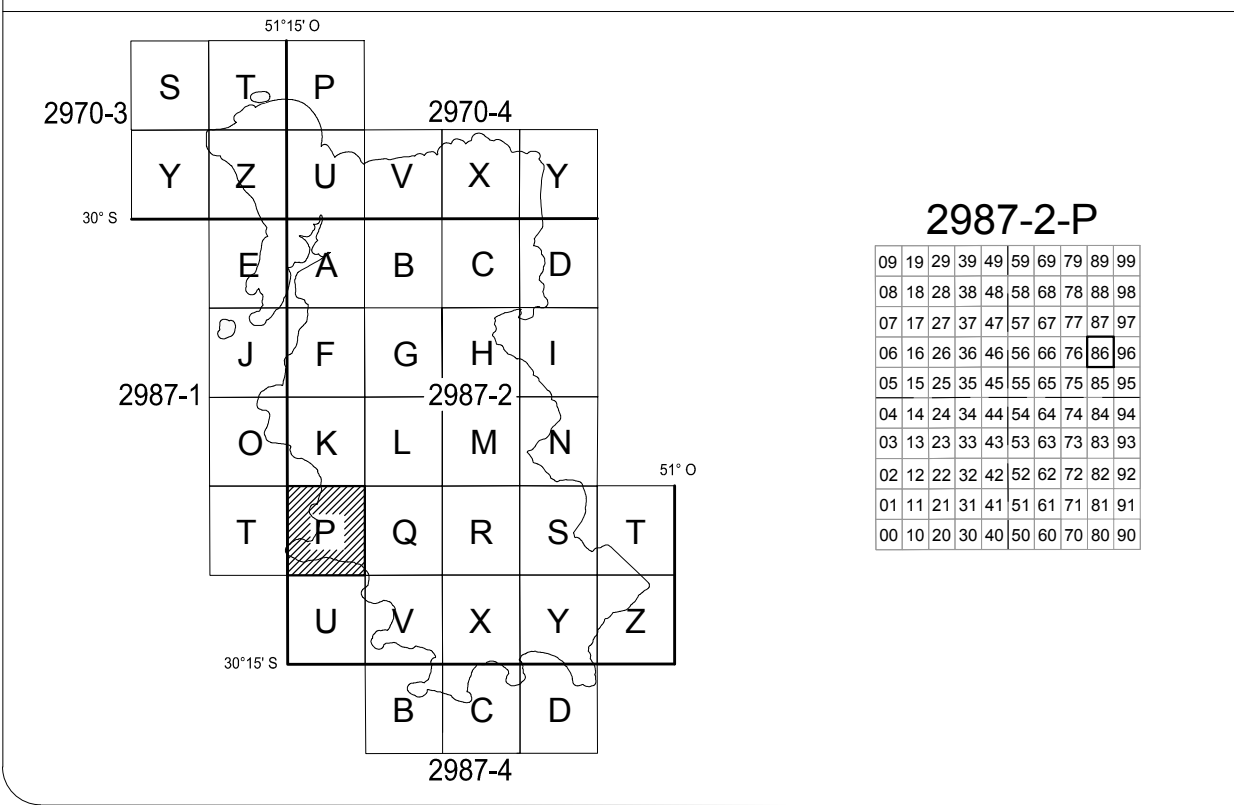 51°15' O
S T P
2970-3 2970-4
Y Z U V X Y
30° S
E A B C D
J F G H I
2987-1 2987-2
O K L M N
51° O
T P Q R S T
U V X Y Z
30°15' S
B C D
2987-4
2987-2-P
09 19 29 39 49 59 69 79 89 99
08 18 28 38 48 58 68 78 88 98
07 17 27 37 47 57 67 77 87 97
06 16 26 36 46 56 66 76 86 96
05 15 25 35 45 55 65 75 85 95
04 14 24 34 44 54 64 74 84 94
03 13 23 33 43 53 63 73 83 93
02 12 22 32 42 52 62 72 82 92
01 11 21 31 41 51 61 71 81 91
00 10 20 30 40 50 60 70 80 90